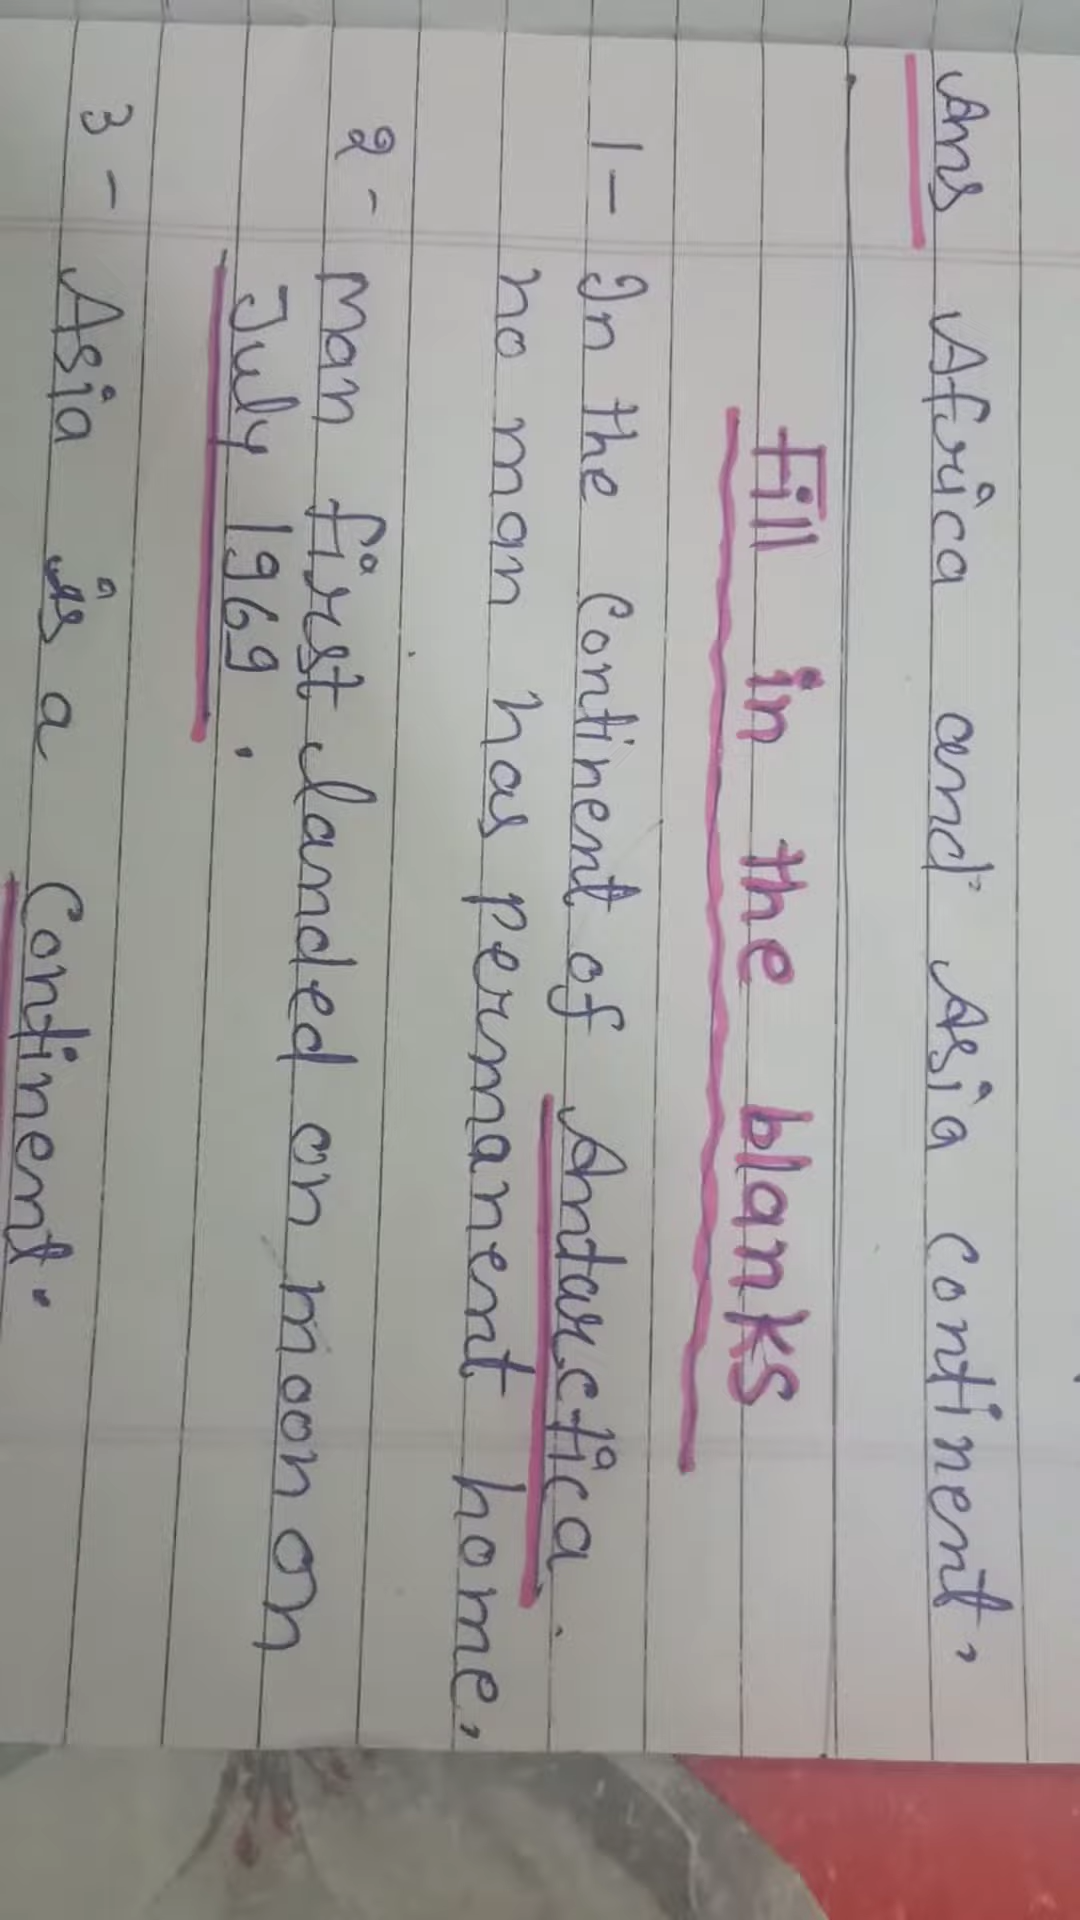 Ans Africa and Asia continent.
Fill in the blanks
1- In the Continent of Antarctica.
no man has permanent home.
2- Man first landed on moon on
July 1969.
3- Asia is a Continent.